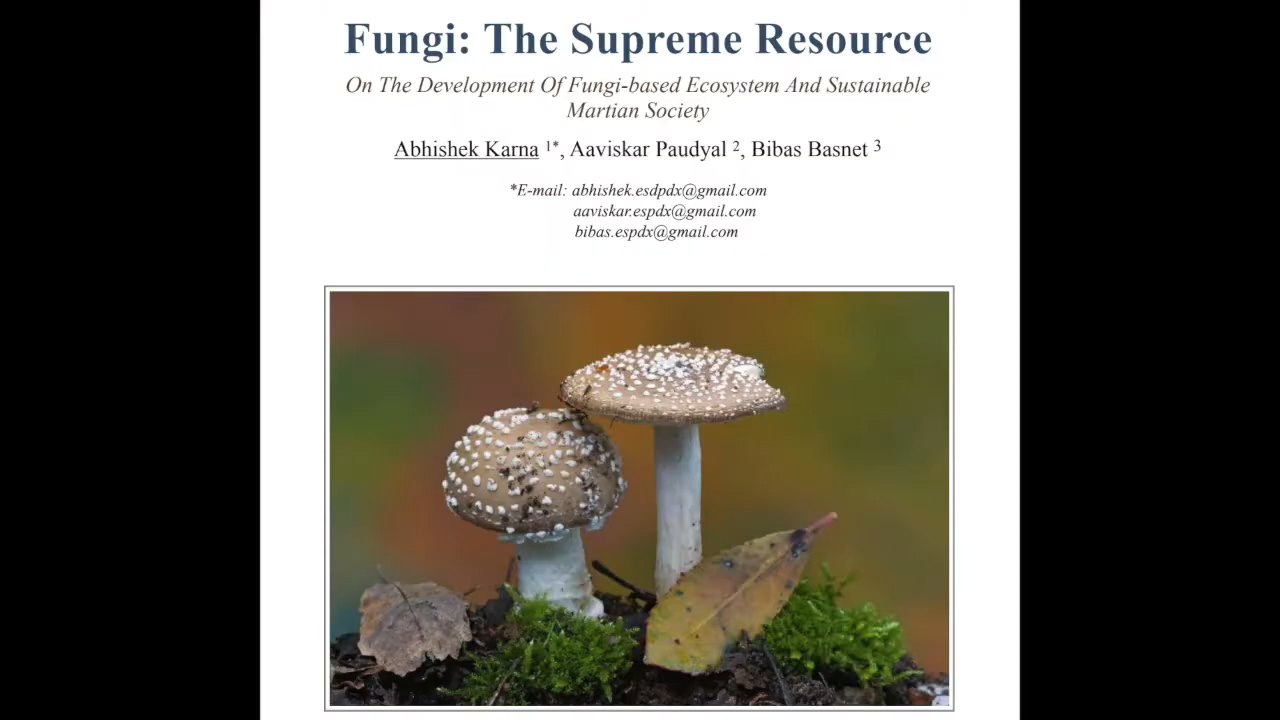 Fungi: The Supreme Resource
On The Development Of Fungi-based Ecosystem And Sustainable
Martian Society
Abhishek Karna 1*, Aaviskar Paudyal 2, Bibas Basnet 3
*E-mail: abhishek.esdpdx@gmail.com
aaviskar.espdx@gmail.com
bibas.espdx@gmail.com